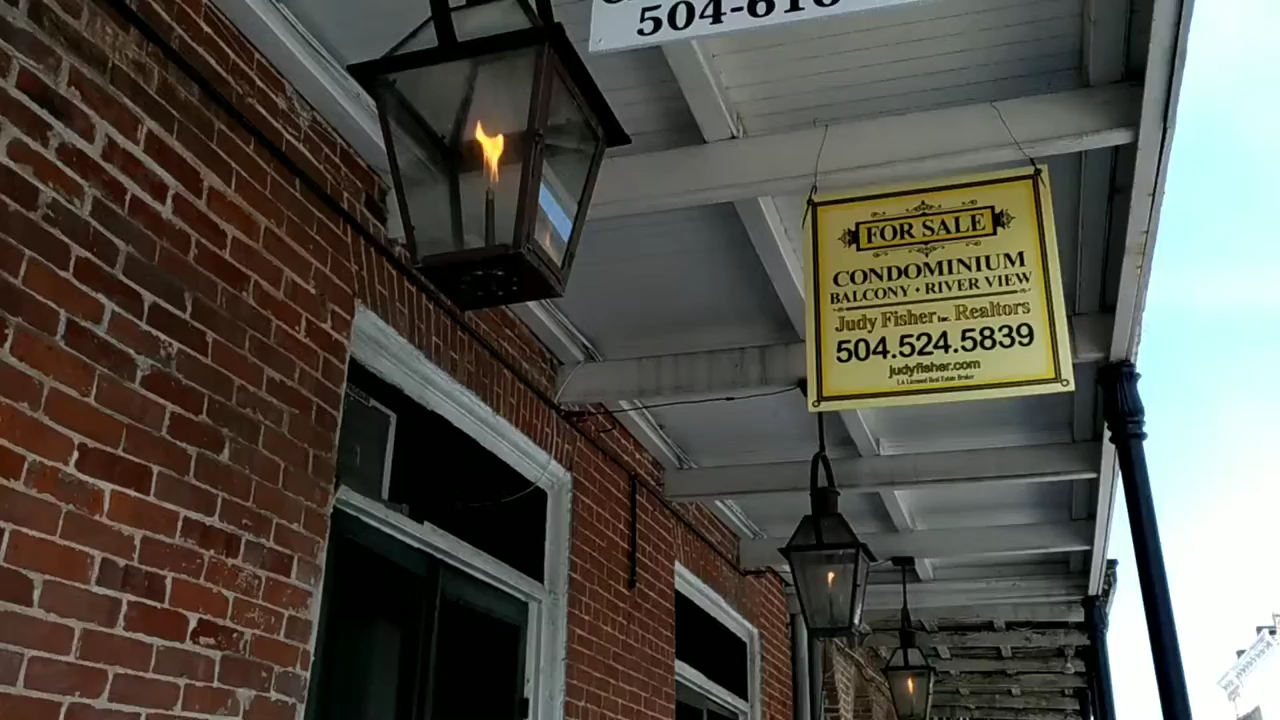 504-616
FOR SALE
CONDOMINIUM
BALCONY • RIVER VIEW
Judy Fisher Inc. Realtors
504.524.5839
judyfisher.com
LA Licensed Real Estate Broker